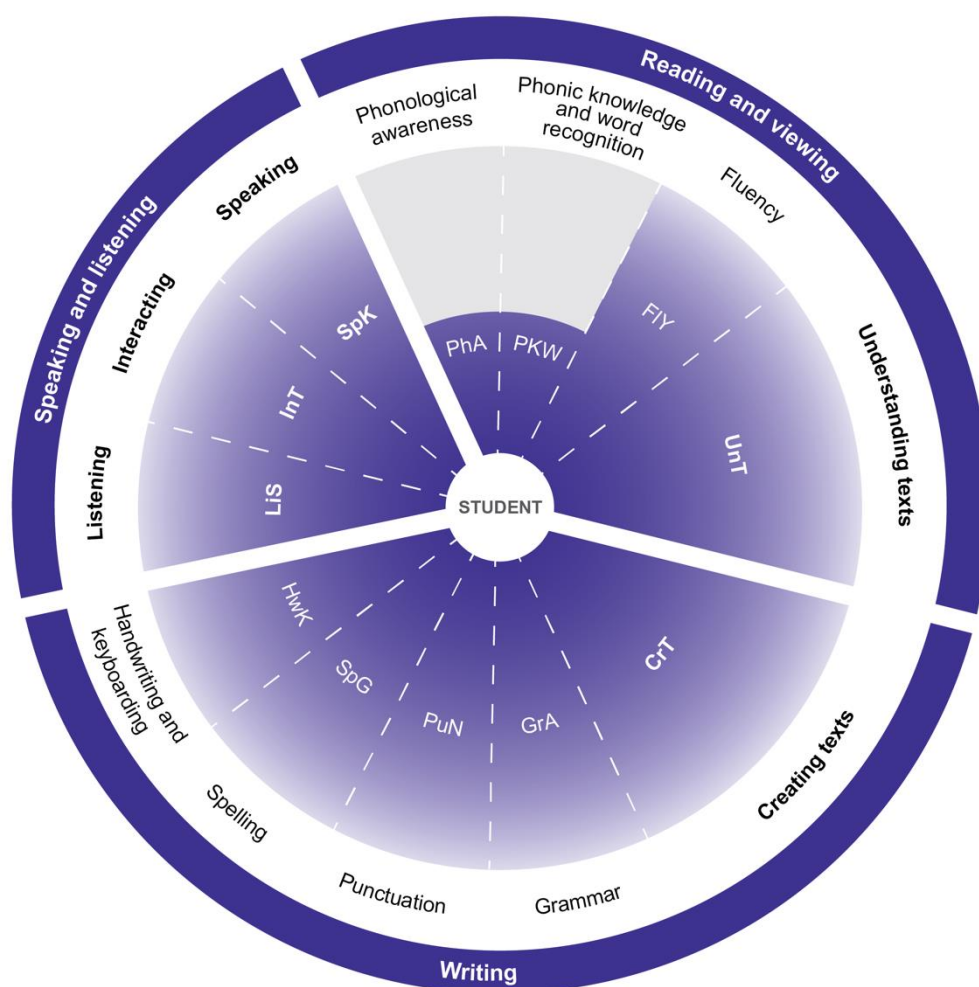 Reading and viewing
Phonological
awareness
Phonic knowledge
and word
recognition
Fluency
Understanding texts
PhA
PKW
FlY
UnT
Speaking and listening
Speaking
Interacting
Listening
SpK
InT
LiS
STUDENT
Writing
Handwriting and
keyboarding
Spelling
Punctuation
Grammar
Creating texts
HwK
SpG
PuN
GrA
CrT